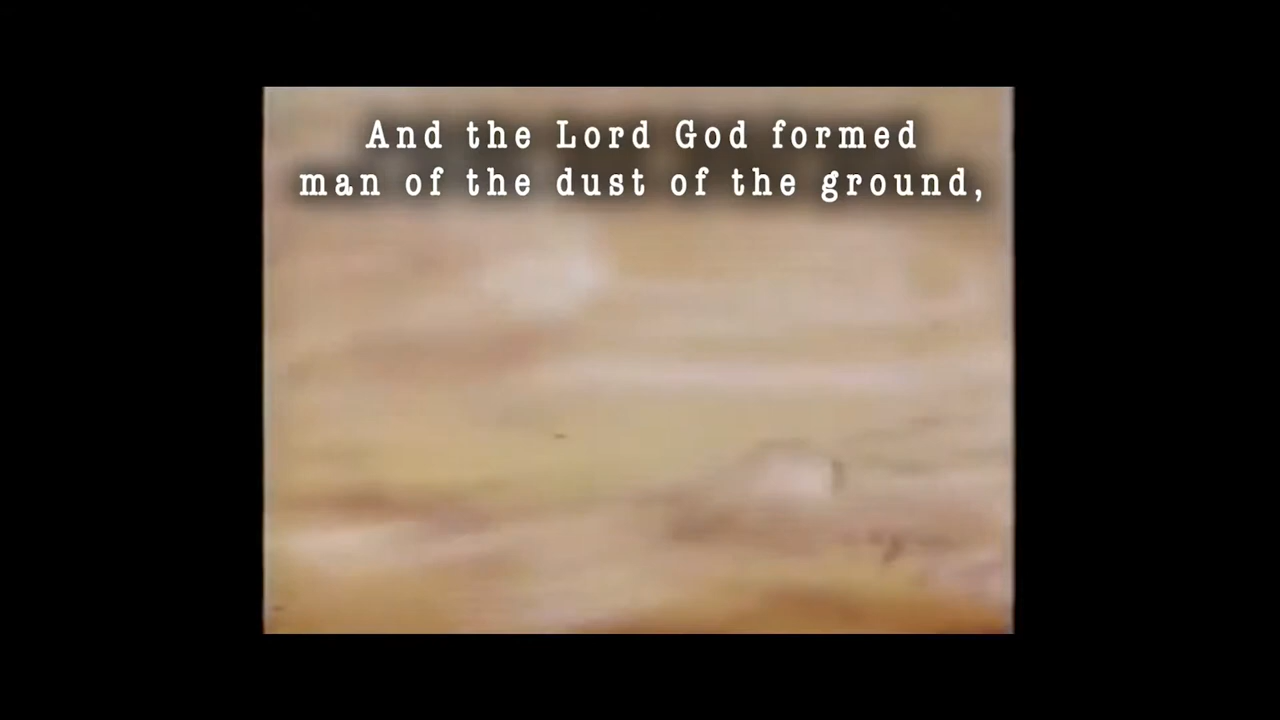 And the Lord God formed
man of the dust of the ground,